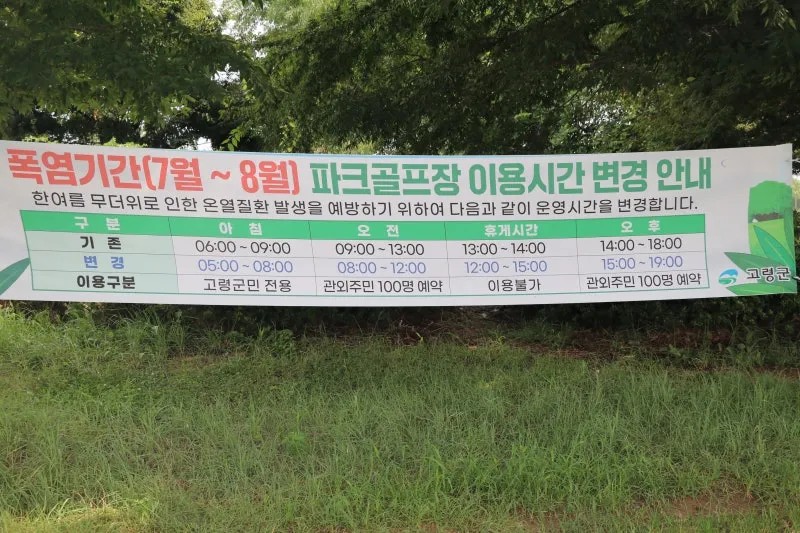 폭염기간(7월 ~ 8월) 파크골프장 이용시간 변경 안내
한여름 무더위로 인한 온열질환 발생을 예방하기 위하여 다음과 같이 운영시간을 변경합니다.
구 분 아 침 오 전 휴게시간 오 후
기 존 06:00 ~ 09:00 09:00 ~ 13:00 13:00 ~ 14:00 14:00 ~ 18:00
변 경 05:00 ~ 08:00 08:00 ~ 12:00 12:00 ~ 15:00 15:00 ~ 19:00
이용구분 고령군민 전용 관외주민 100명 예약 이용불가 관외주민 100명 예약
고령군